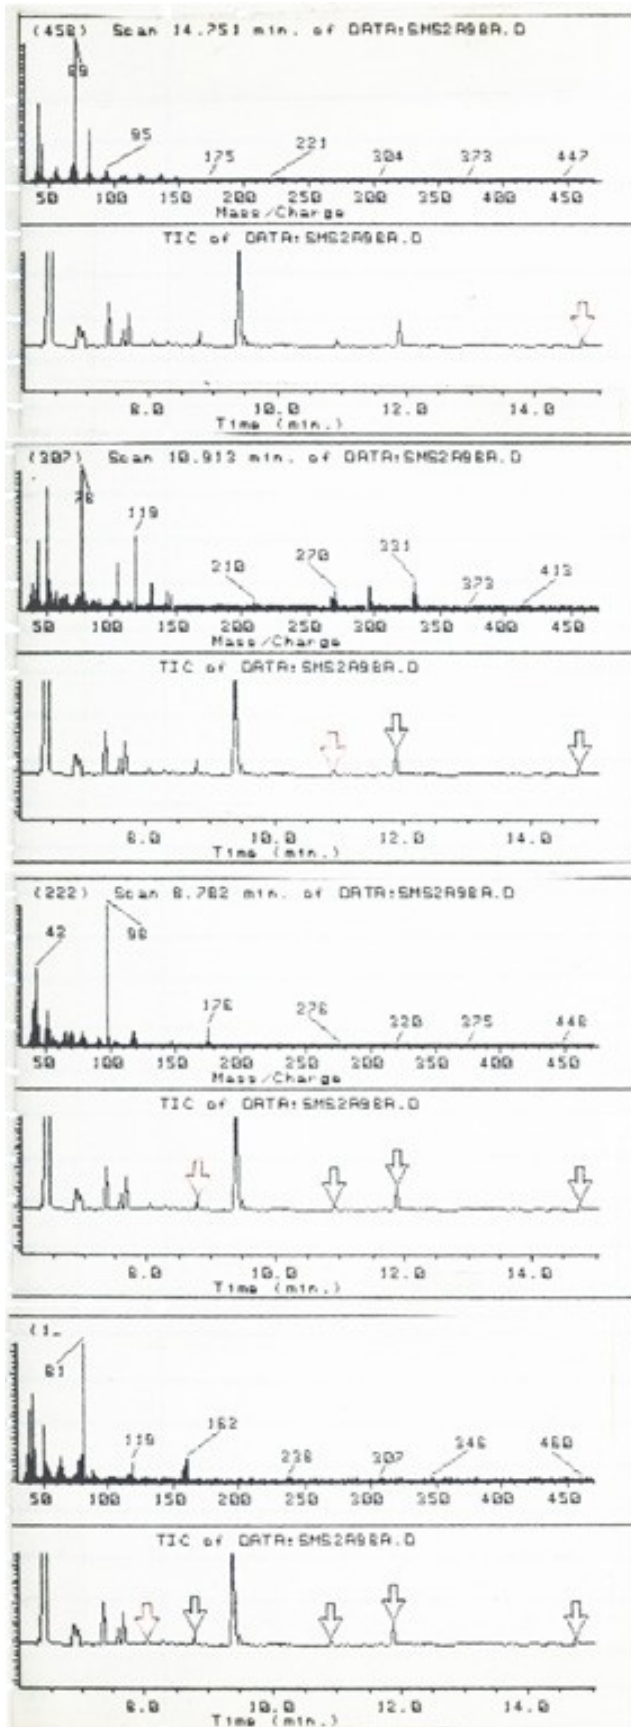 (458) Scan 14.751 min. of DATA:SMS2A98A.D
69
95 175 221 304 373 447
50 100 150 200 250 300 350 400 450
Mass/Charge
TIC of DATA:SMS2A98A.D
8.0 10.0 12.0 14.0
Time (min.)
(307) Scan 10.913 min. of DATA:SMS2A98A.D
78
119 210 270 331 373 413
50 100 150 200 250 300 350 400 450
Mass/Charge
TIC of DATA:SMS2A98A.D
8.0 10.0 12.0 14.0
Time (min.)
(222) Scan 8.782 min. of DATA:SMS2A98A.D
42 98 176 276 320 375 448
50 100 150 200 250 300 350 400 450
Mass/Charge
TIC of DATA:SMS2A98A.D
8.0 10.0 12.0 14.0
Time (min.)
(1_
81 119 162 238 307 346 460
50 100 150 200 250 300 350 400 450
TIC of DATA:SMS2A98A.D
8.0 10.0 12.0 14.0
Time (min.)